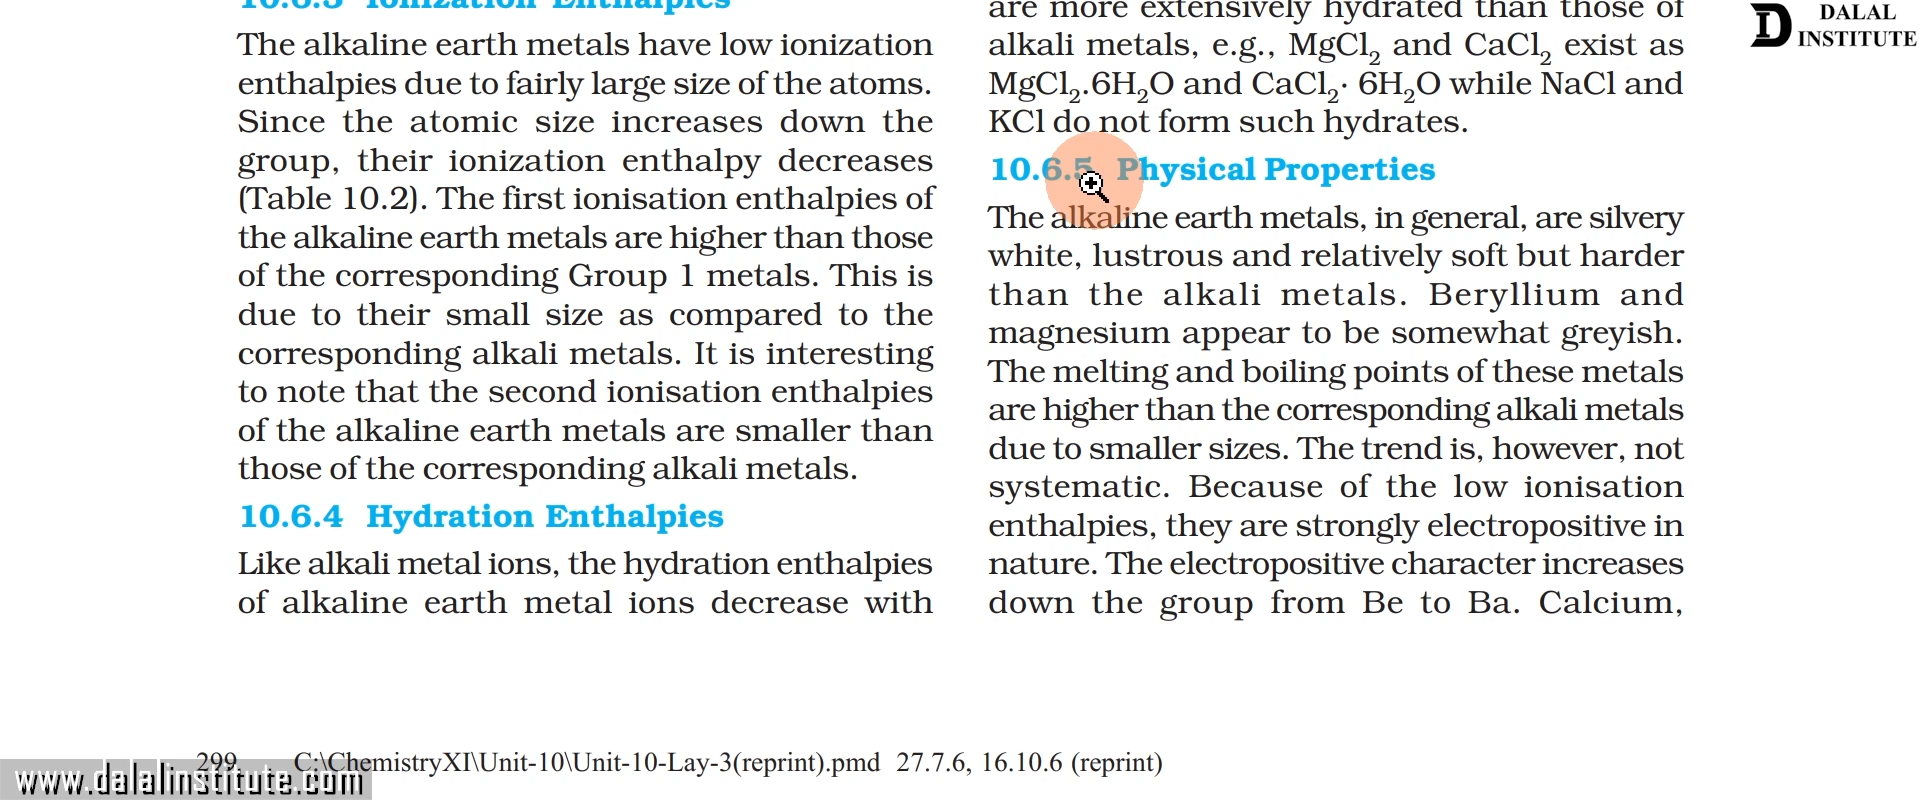 10.6.3 Ionization Enthalpies
The alkaline earth metals have low ionization
enthalpies due to fairly large size of the atoms.
Since the atomic size increases down the
group, their ionization enthalpy decreases
(Table 10.2). The first ionisation enthalpies of
the alkaline earth metals are higher than those
of the corresponding Group 1 metals. This is
due to their small size as compared to the
corresponding alkali metals. It is interesting
to note that the second ionisation enthalpies
of the alkaline earth metals are smaller than
those of the corresponding alkali metals.
10.6.4 Hydration Enthalpies
Like alkali metal ions, the hydration enthalpies
of alkaline earth metal ions decrease with
are more extensively hydrated than those of
alkali metals, e.g., MgCl₂ and CaCl₂ exist as
MgCl₂.6H₂O and CaCl₂· 6H₂O while NaCl and
KCl do not form such hydrates.
10.6.5 Physical Properties
The alkaline earth metals, in general, are silvery
white, lustrous and relatively soft but harder
than the alkali metals. Beryllium and
magnesium appear to be somewhat greyish.
The melting and boiling points of these metals
are higher than the corresponding alkali metals
due to smaller sizes. The trend is, however, not
systematic. Because of the low ionisation
enthalpies, they are strongly electropositive in
nature. The electropositive character increases
down the group from Be to Ba. Calcium,
DALAL
INSTITUTE
299 C:\ChemistryXI\Unit-10\Unit-10-Lay-3(reprint).pmd 27.7.6, 16.10.6 (reprint)
www.dalalinstitute.com